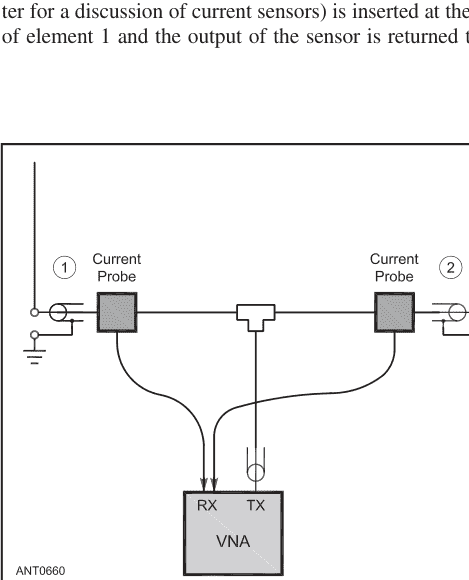 ter for a discussion of current sensors) is inserted at the
of element 1 and the output of the sensor is returned t
1
Current
Probe
Current
Probe
2
RX
TX
VNA
ANT0660